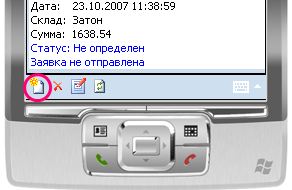 Дата: 23.10.2007 11:38:59
Склад: Затон
Сумма: 1638.54
Статус: Не определен
Заявка не отправлена